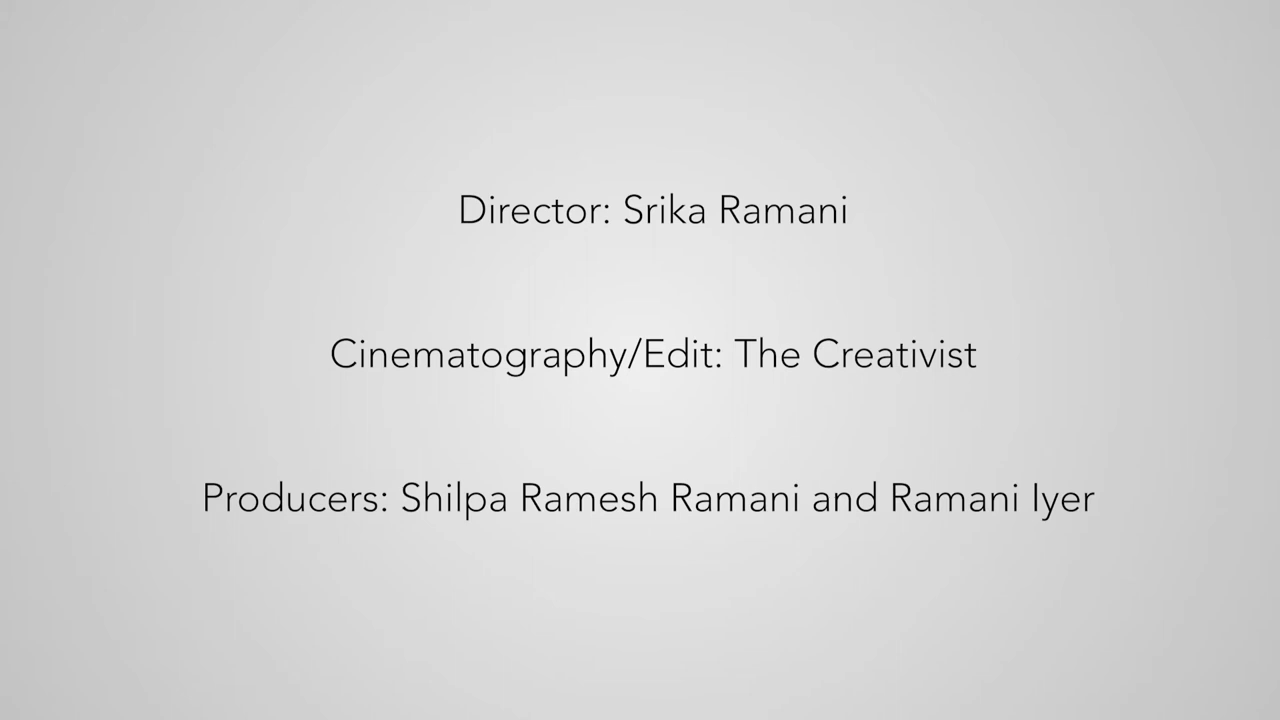 Director: Srika Ramani
Cinematography/Edit: The Creativist
Producers: Shilpa Ramesh Ramani and Ramani Iyer